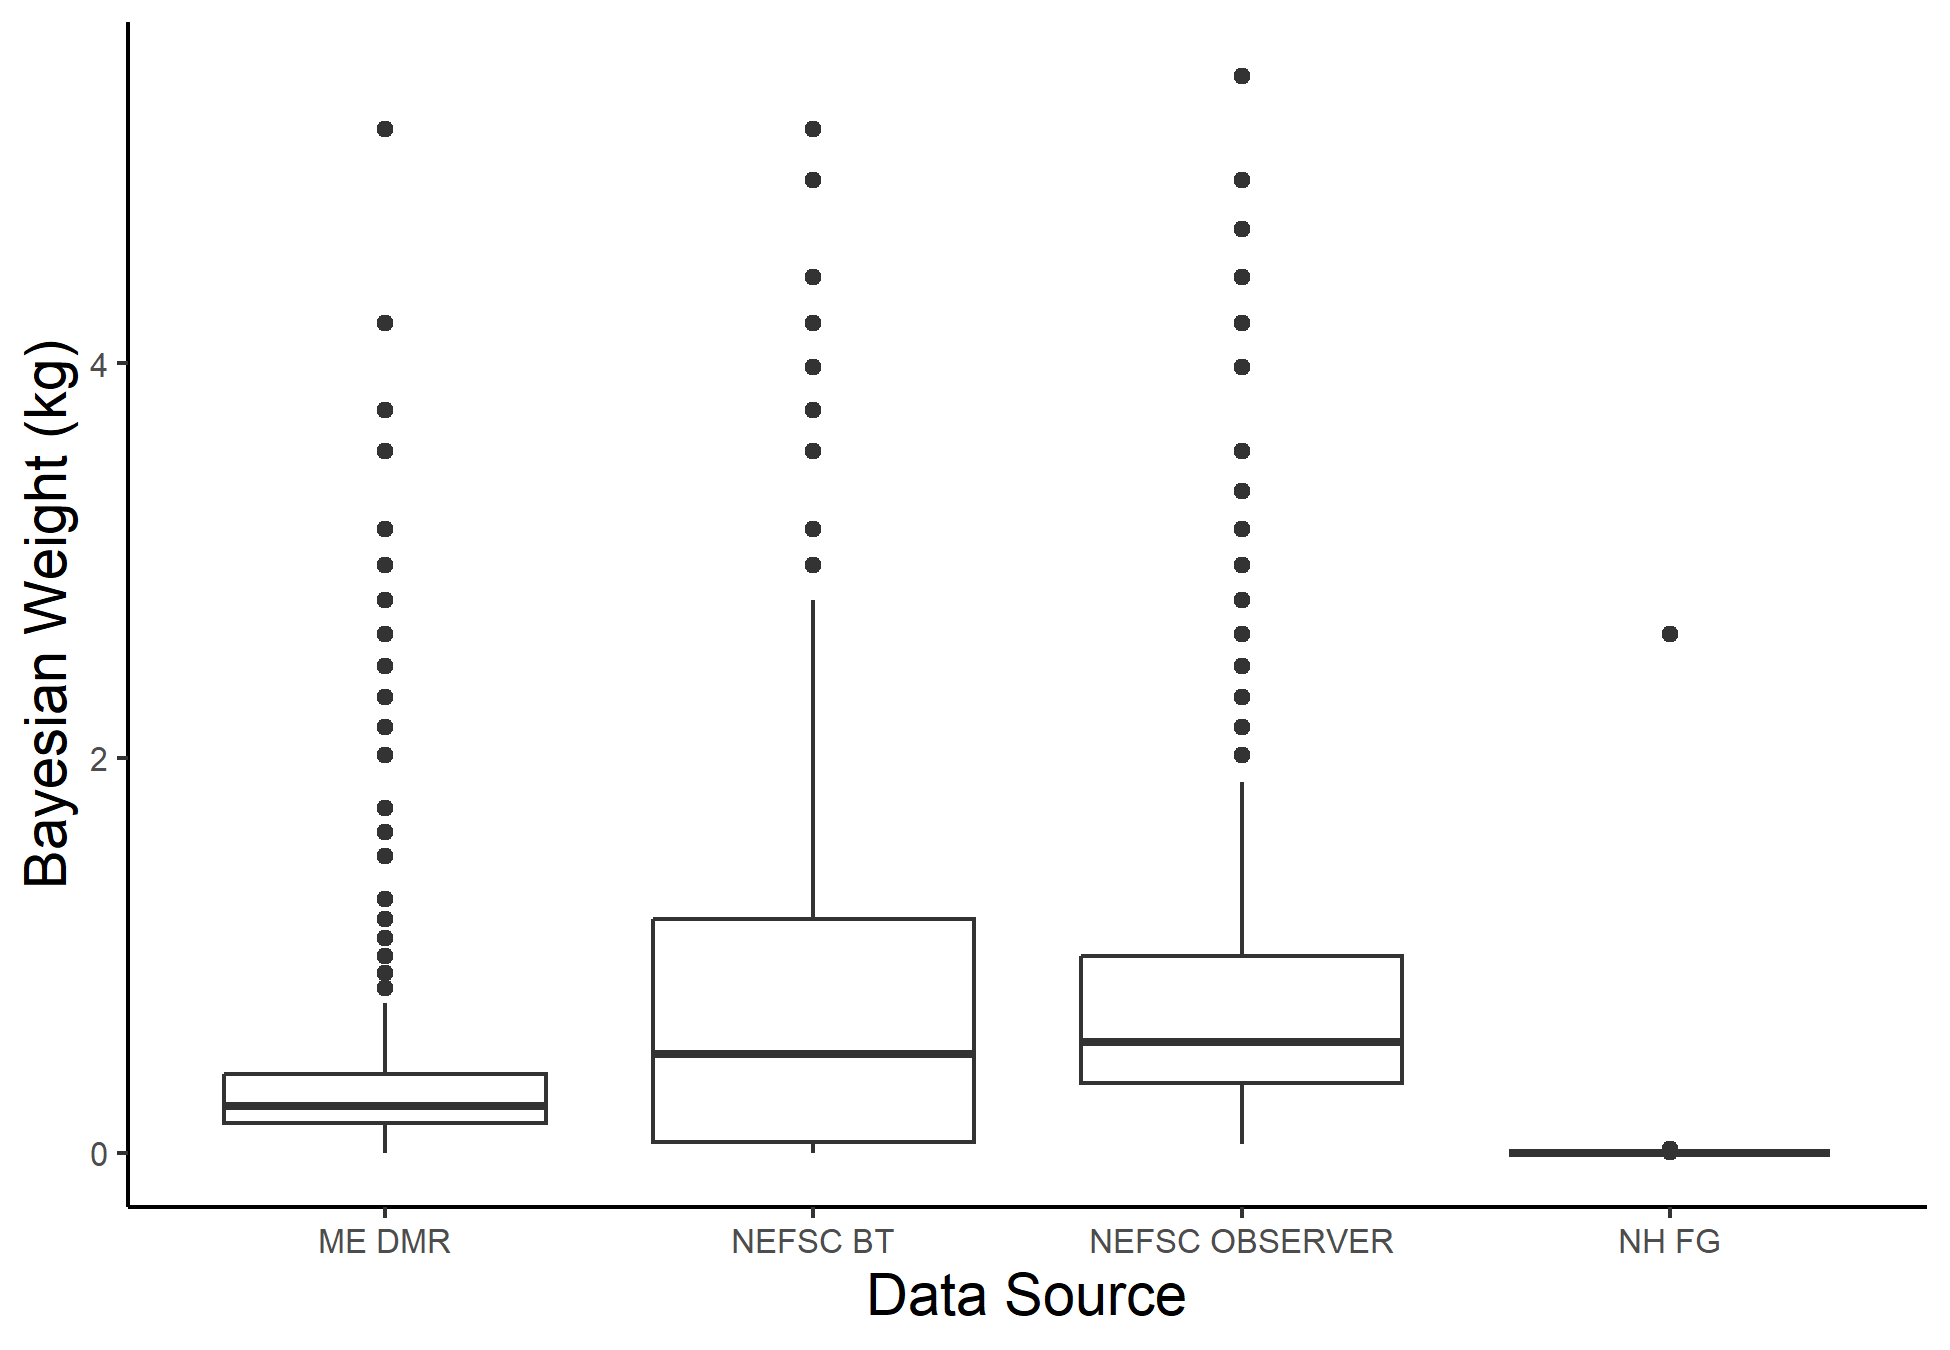 Bayesian Weight (kg)
4
2
0
ME DMR
NEFSC BT
NEFSC OBSERVER
NH FG
Data Source